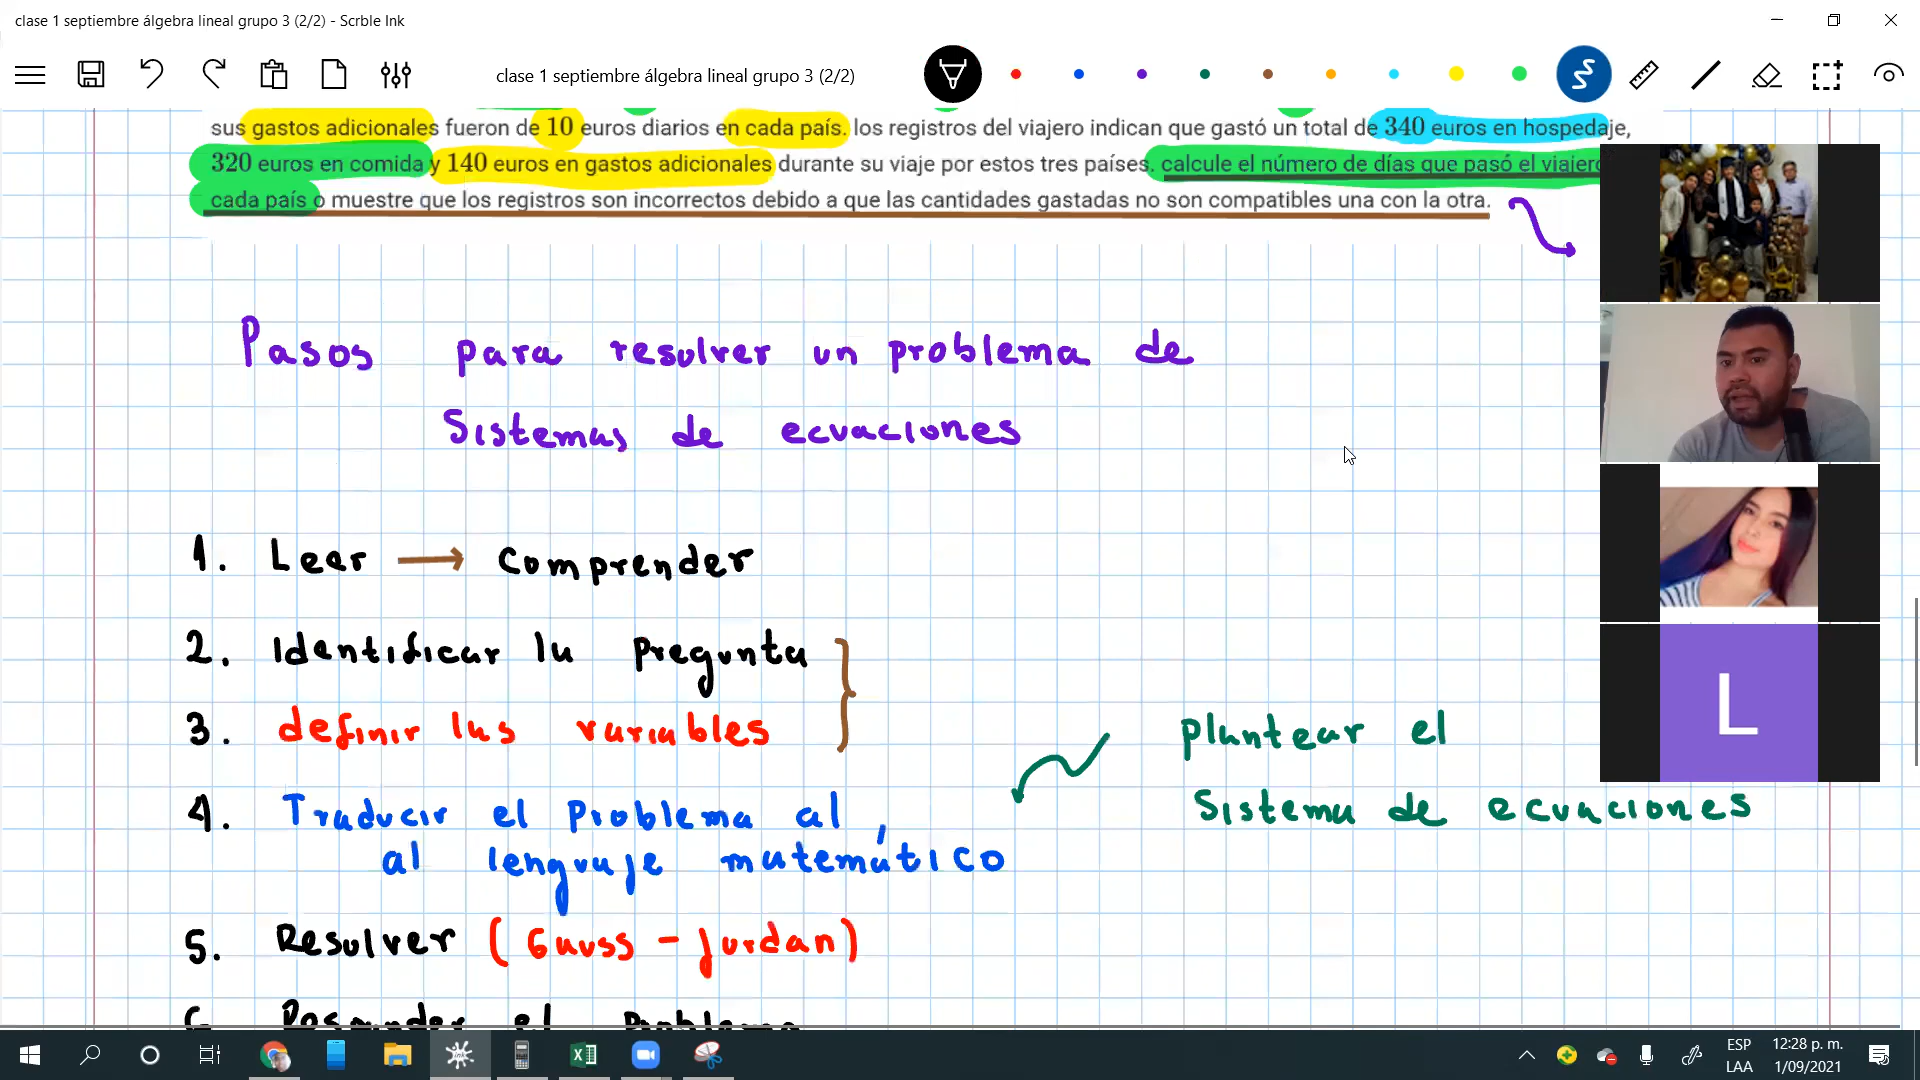 clase 1 septiembre álgebra lineal grupo 3 (2/2) - Scrble Ink
clase 1 septiembre álgebra lineal grupo 3 (2/2)
sus gastos adicionales fueron de 10 euros diarios en cada país. los registros del viajero indican que gastó un total de 340 euros en hospedaje,
320 euros en comida y 140 euros en gastos adicionales durante su viaje por estos tres países. calcule el número de días que pasó el viajero
cada país o muestre que los registros son incorrectos debido a que las cantidades gastadas no son compatibles una con la otra.
Pasos para resolver un problema de
Sistemas de ecuaciones
1. Leer → Comprender
2. Identificar la pregunta
3. definir las variables
plantear el
Sistema de ecuaciones
4. Traducir el problema al
al lenguaje matemático
5. Resolver (Gauss - Jordan)
6. Responder el problema
L
ESP
LAA
12:28 p. m.
1/09/2021